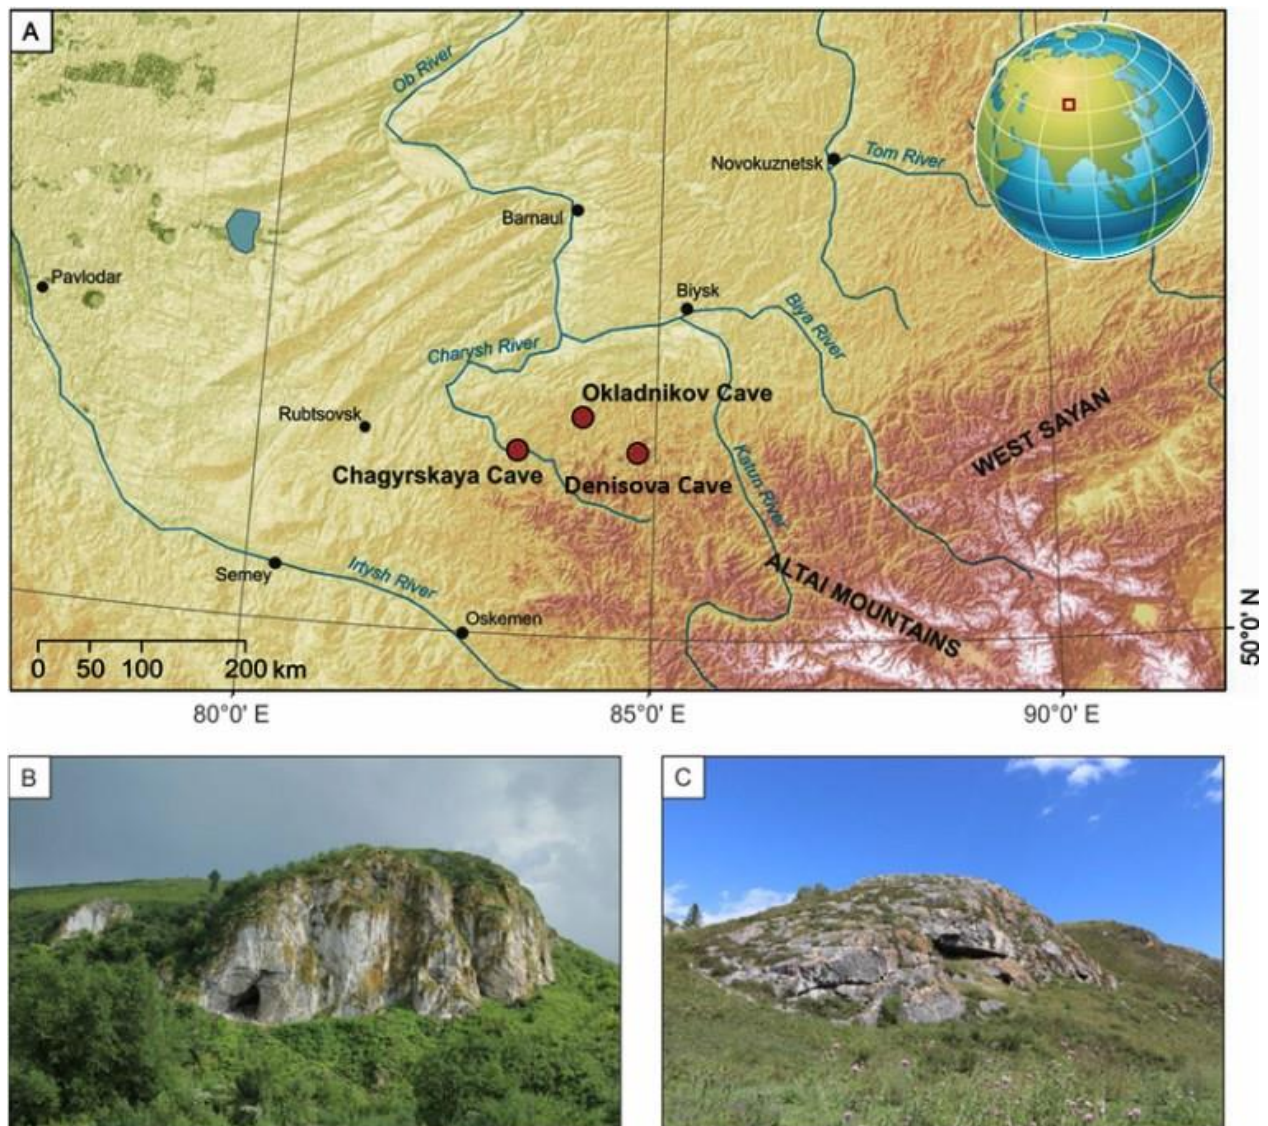 A
Ob River
Novokuznetsk
Tom River
Barnaul
Pavlodar
Biysk
Biya River
Charysh River
Okladnikov Cave
Rubtsovsk
WEST SAYAN
Chagyrskaya Cave
Denisova Cave
Katun River
Semey
Irtysh River
ALTAI MOUNTAINS
Oskemen
50°0' N
0 50 100 200 km
80°0' E
85°0' E
90°0' E
B
C